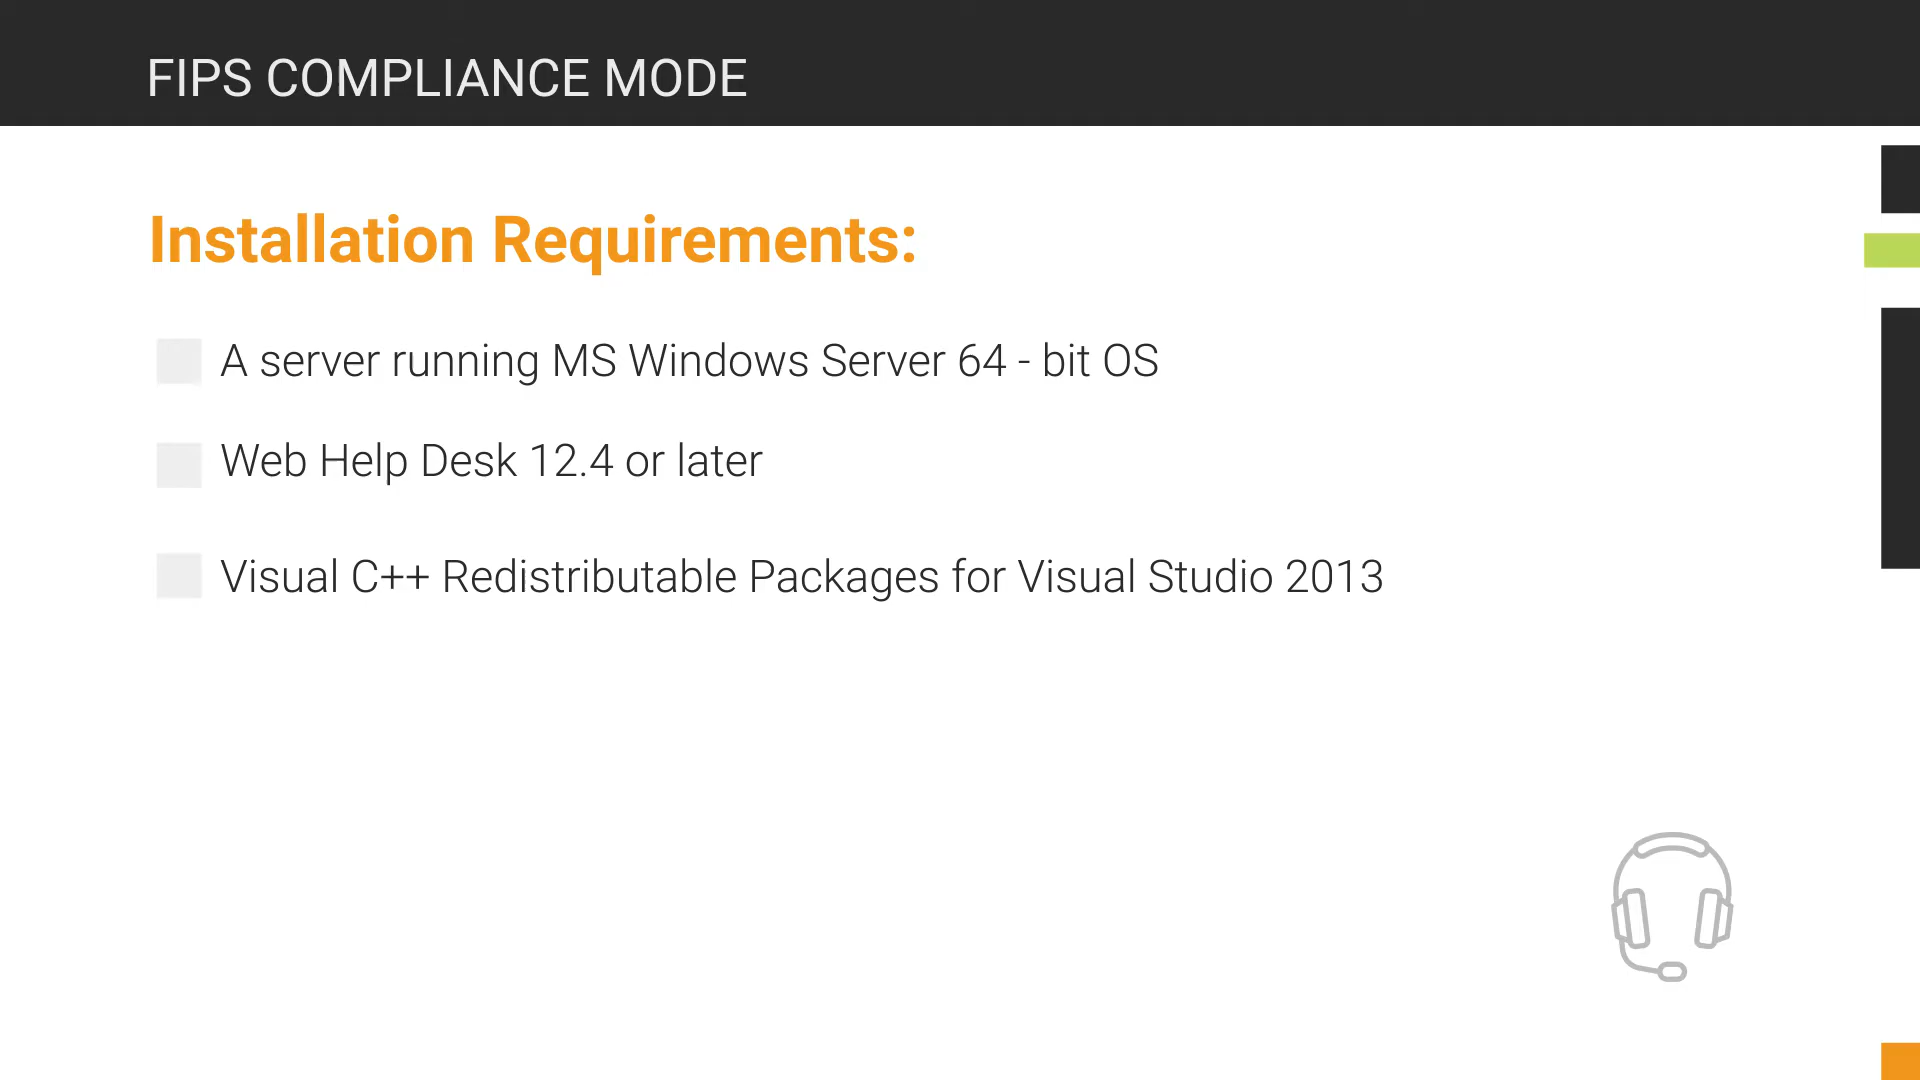 FIPS COMPLIANCE MODE
Installation Requirements:
A server running MS Windows Server 64 - bit OS
Web Help Desk 12.4 or later
Visual C++ Redistributable Packages for Visual Studio 2013